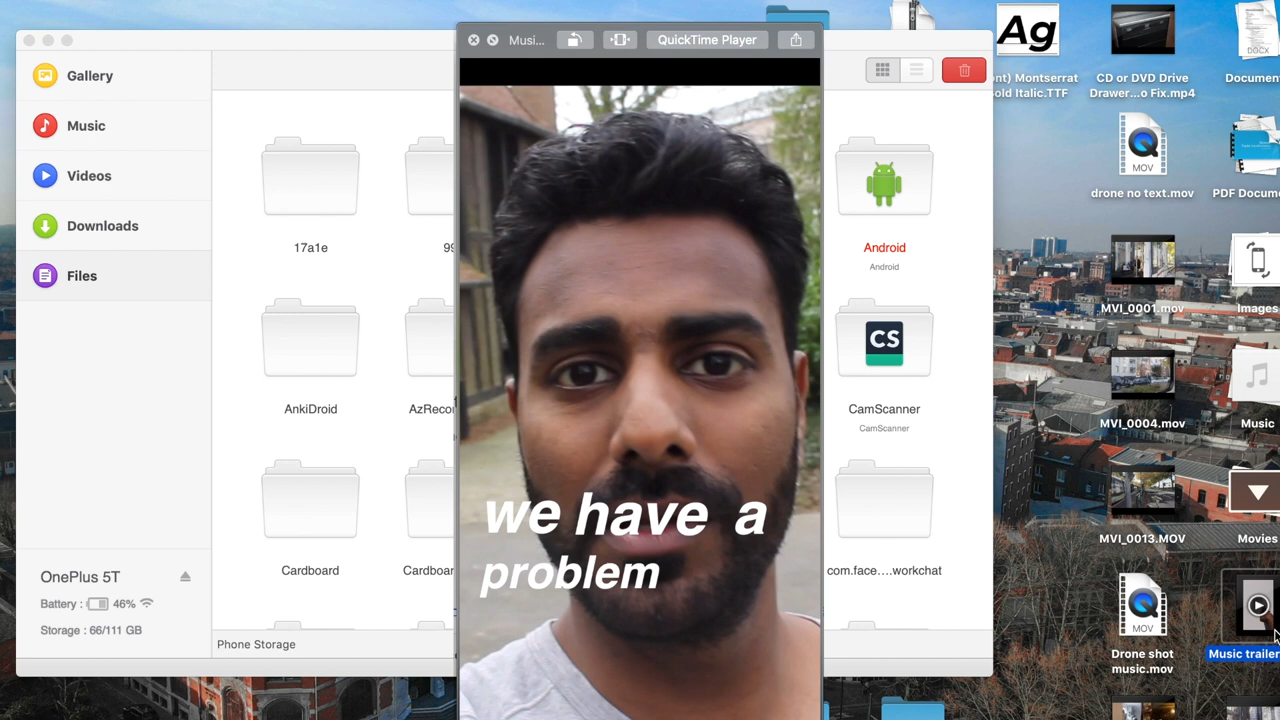 Musi...
QuickTime Player
Gallery
Music
Videos
Downloads
Files
OnePlus 5T
Battery :
46%
Storage : 66/111 GB
17a1e
99
Android
Android
AnkiDroid
AzReco
CS
CamScanner
CamScanner
Cardboard
Cardboar
com.face....workchat
Phone Storage
we have a
problem
Ag
nt) Montserrat
old Italic.TTF
CD or DVD Drive
Drawer...o Fix.mp4
DOCX
Documen
MOV
drone no text.mov
PDF Docume
MVI_0001.mov
Images
MVI_0004.mov
Music
MVI_0013.MOV
Movies
MOV
Drone shot
music.mov
Music trailer